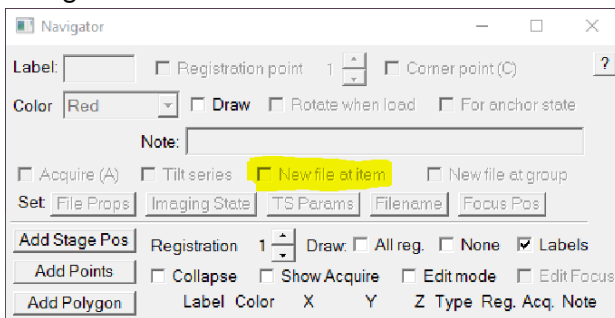 Navigator
Label: Registration point 1 Corner point (C) ?
Color Red Draw Rotate when load For anchor state
Note:
Acquire (A) Tilt series New file at item New file at group
Set: File Props Imaging State TS Params Filename Focus Pos
Add Stage Pos Registration 1 Draw: All reg. None Labels
Add Points Collapse Show Acquire Edit mode Edit Focus
Add Polygon Label Color X Y Z Type Reg. Acq. Note